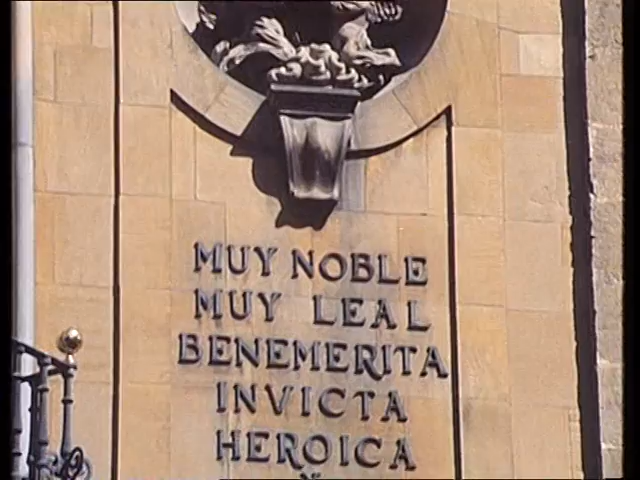 MUY NOBLE
MUY LEAL
BENEMERITA
INVICTA
HEROICA